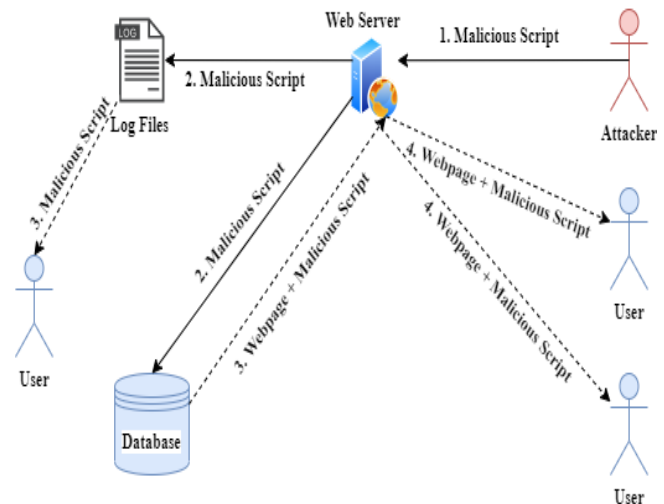 Web Server
1. Malicious Script
LOG
2. Malicious Script
Log Files
Attacker
3. Malicious Script
4. Webpage + Malicious Script
2. Malicious Script
3. Webpage + Malicious Script
4. Webpage + Malicious Script
User
User
Database
User